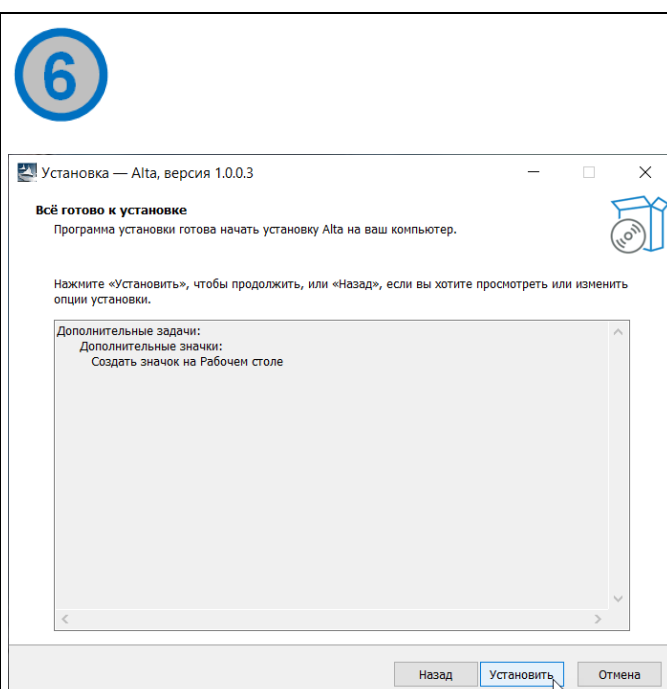 6
Установка — Alta, версия 1.0.0.3
Всё готово к установке
Программа установки готова начать установку Alta на ваш компьютер.
Нажмите «Установить», чтобы продолжить, или «Назад», если вы хотите просмотреть или изменить
опции установки.
Дополнительные задачи:
Дополнительные значки:
Создать значок на Рабочем столе
Назад Установить Отмена